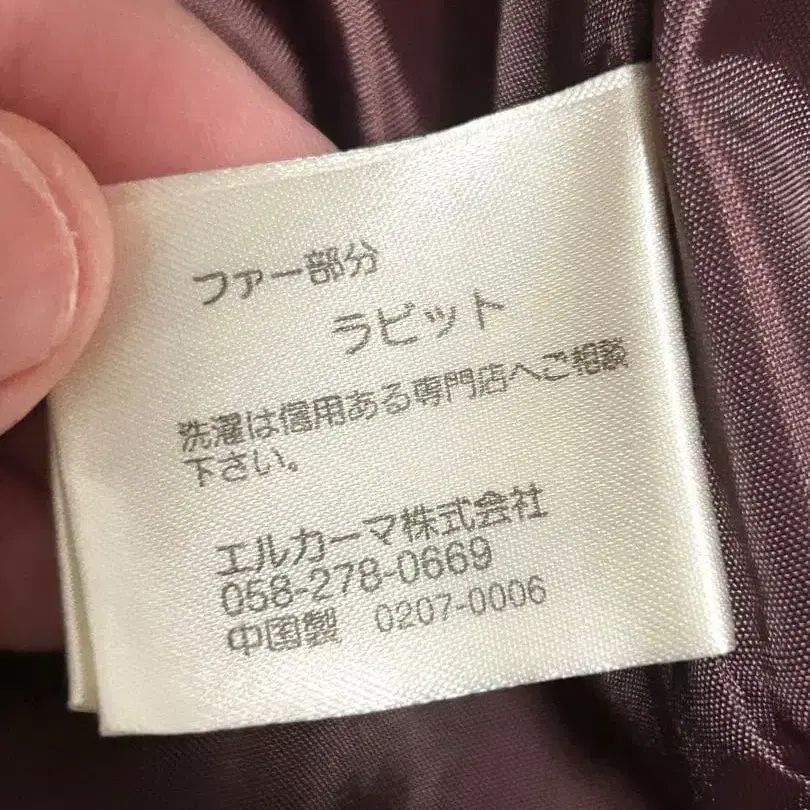 ファー部分
ラビット
洗濯は信用ある専門店へご相談
下さい。
エルカーマ株式会社
058-278-0669
中国製 0207-0006